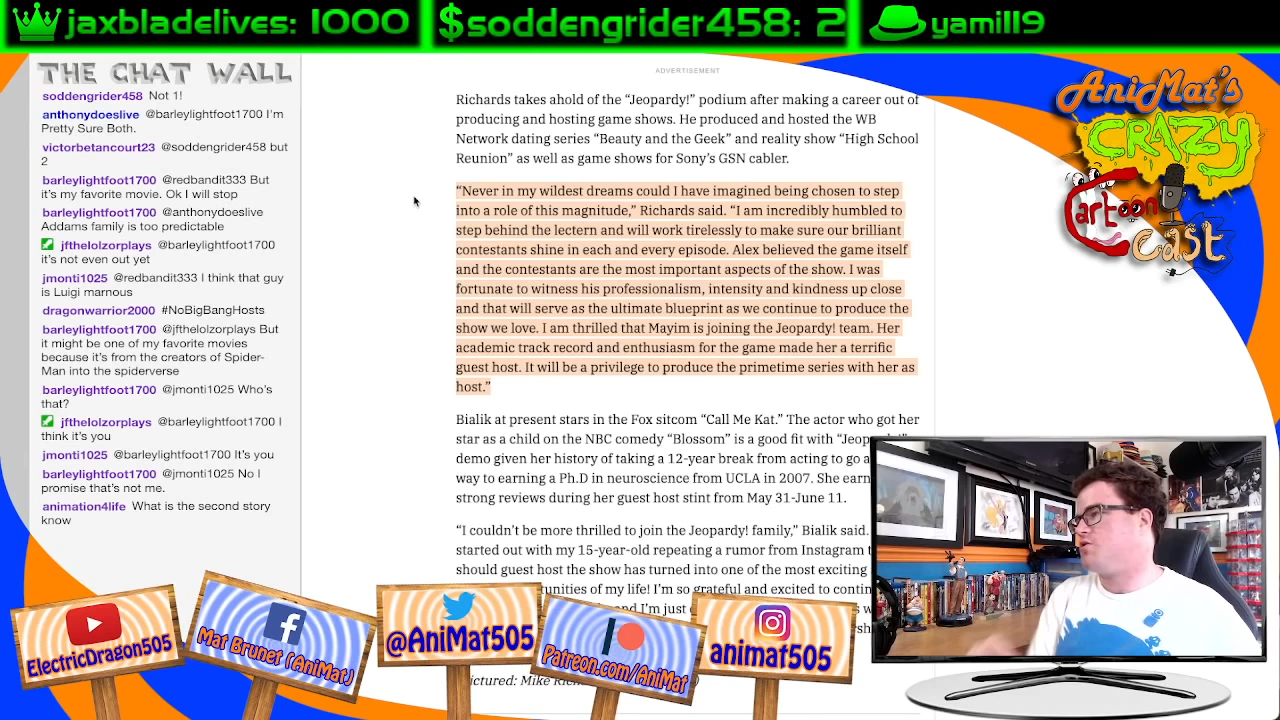 jaxbladelives: 1000
$soddengrider458: 2
yamill9
THE CHAT WALL
soddengrider458 Not 1!
anthonydoeslive @barleylightfoot1700 I'm
Pretty Sure Both.
victorbetancourt23 @soddengrider458 but
2
barleylightfoot1700 @redbandit333 But
it's my favorite movie. Ok I will stop
barleylightfoot1700 @anthonydoeslive
Addams family is too predictable
jfthelolzorplays @barleylightfoot1700
it's not even out yet
jmonti1025 @redbandit333 I think that guy
is Luigi marnous
dragonwarrior2000 #NoBigBangHosts
barleylightfoot1700 @jfthelolzorplays But
it might be one of my favorite movies
because it's from the creators of Spider-
Man into the spiderverse
barleylightfoot1700 @jmonti1025 Who's
that?
jfthelolzorplays @barleylightfoot1700 I
think it's you
jmonti1025 @barleylightfoot1700 It's you
barleylightfoot1700 @jmonti1025 No I
promise that's not me.
animation4life What is the second story
know
ADVERTISEMENT
Richards takes ahold of the “Jeopardy!” podium after making a career out of
producing and hosting game shows. He produced and hosted the WB
Network dating series “Beauty and the Geek” and reality show “High School
Reunion” as well as game shows for Sony's GSN cabler.
“Never in my wildest dreams could I have imagined being chosen to step
into a role of this magnitude,” Richards said. “I am incredibly humbled to
step behind the lectern and will work tirelessly to make sure our brilliant
contestants shine in each and every episode. Alex believed the game itself
and the contestants are the most important aspects of the show. I was
fortunate to witness his professionalism, intensity and kindness up close
and that will serve as the ultimate blueprint as we continue to produce the
show we love. I am thrilled that Mayim is joining the Jeopardy! team. Her
academic track record and enthusiasm for the game made her a terrific
guest host. It will be a privilege to produce the primetime series with her as
host.”
Bialik at present stars in the Fox sitcom “Call Me Kat.” The actor who got her
star as a child on the NBC comedy “Blossom” is a good fit with
demo given her history of taking a 12-year break from acting to go a
way to earning a Ph.D in neuroscience from UCLA in 2007. She
strong reviews during her guest host stint from May 31-June 11.
“I couldn't be more thrilled to join the Jeopardy! family,” Bialik said.
started out with my 15-year-old repeating a rumor from Instagram
should guest host the show has turned into one of the most exciting
of my life! I'm so grateful and excited to
and I'm just
Mike
AniMat's
CRAZY
Cartoon
Cast
ElectricDragon505
Mat Brunet (AniMat)
@AniMat505
Patreon.com/AniMat
animat505